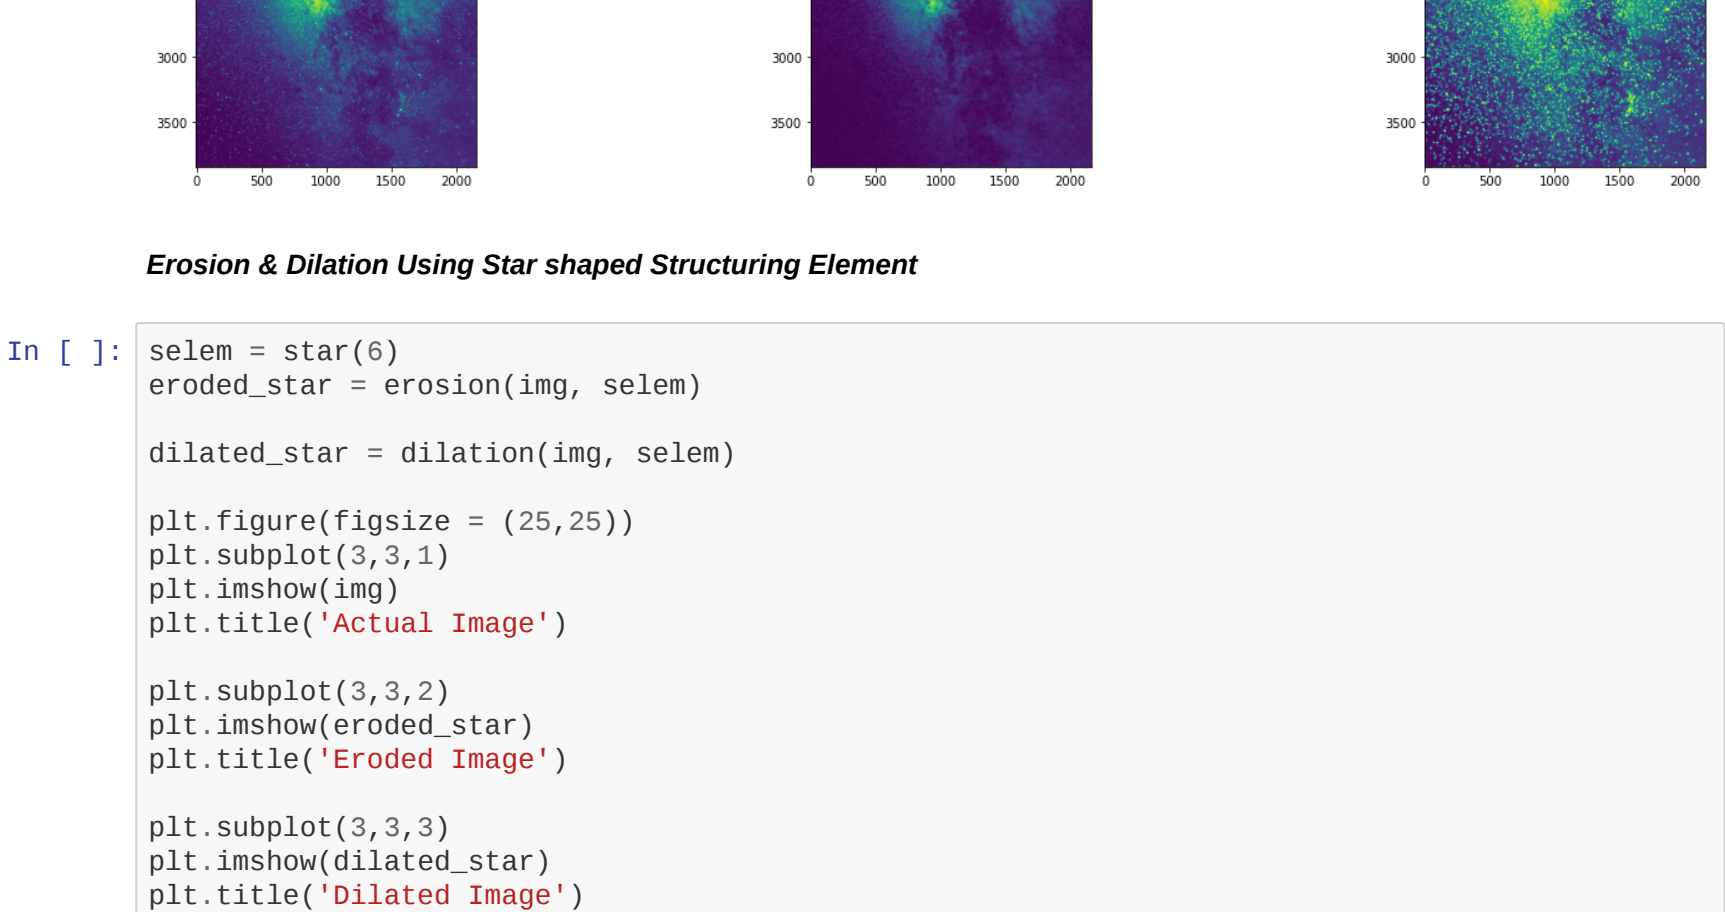 3000 3000 3000
3500 3500 3500
0 500 1000 1500 2000 0 500 1000 1500 2000 0 500 1000 1500 2000
Erosion & Dilation Using Star shaped Structuring Element
In [ ]: selem = star(6)
eroded_star = erosion(img, selem)
dilated_star = dilation(img, selem)
plt.figure(figsize = (25,25))
plt.subplot(3,3,1)
plt.imshow(img)
plt.title('Actual Image')
plt.subplot(3,3,2)
plt.imshow(eroded_star)
plt.title('Eroded Image')
plt.subplot(3,3,3)
plt.imshow(dilated_star)
plt.title('Dilated Image')